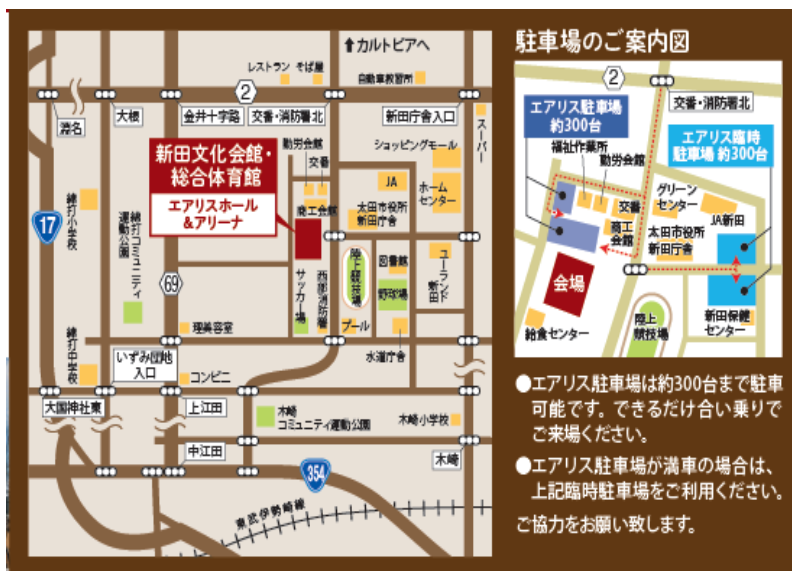 ↑カルトピアへ
レストラン そば屋
自動車教習所
2
淵名
大根
金井十字路
交番・消防署北
新田庁舎入口
スーパー
新田文化会館・
総合体育館
エアリスホール
&アリーナ
勤労会館
交番
商工会館
ショッピングモール
JA
ホーム
センター
太田市役所
新田庁舎
綿打小学校
17
綿打コミュニティ
運動公園
69
サッカー場
西部消防署
陸上競技場
図書館
野球場
プール
ユーランド
新田
水道庁舎
理美容室
綿打中学校
いずみ団地
入口
コンビニ
大国神社東
上江田
木崎
コミュニティ運動公園
木崎小学校
中江田
木崎
354
東武伊勢崎線
駐車場のご案内図
2
交番・消防署北
エアリス駐車場
約300台
エアリス臨時
駐車場 約300台
福祉作業所
勤労会館
交番
商工
会館
グリーン
センター
JA新田
太田市役所
新田庁舎
会場
給食センター
陸上
競技場
新田保健
センター
●エアリス駐車場は約300台まで駐車
可能です。できるだけ合い乗りで
ご来場ください。
●エアリス駐車場が満車の場合は、
上記臨時駐車場をご利用ください。
ご協力をお願い致します。